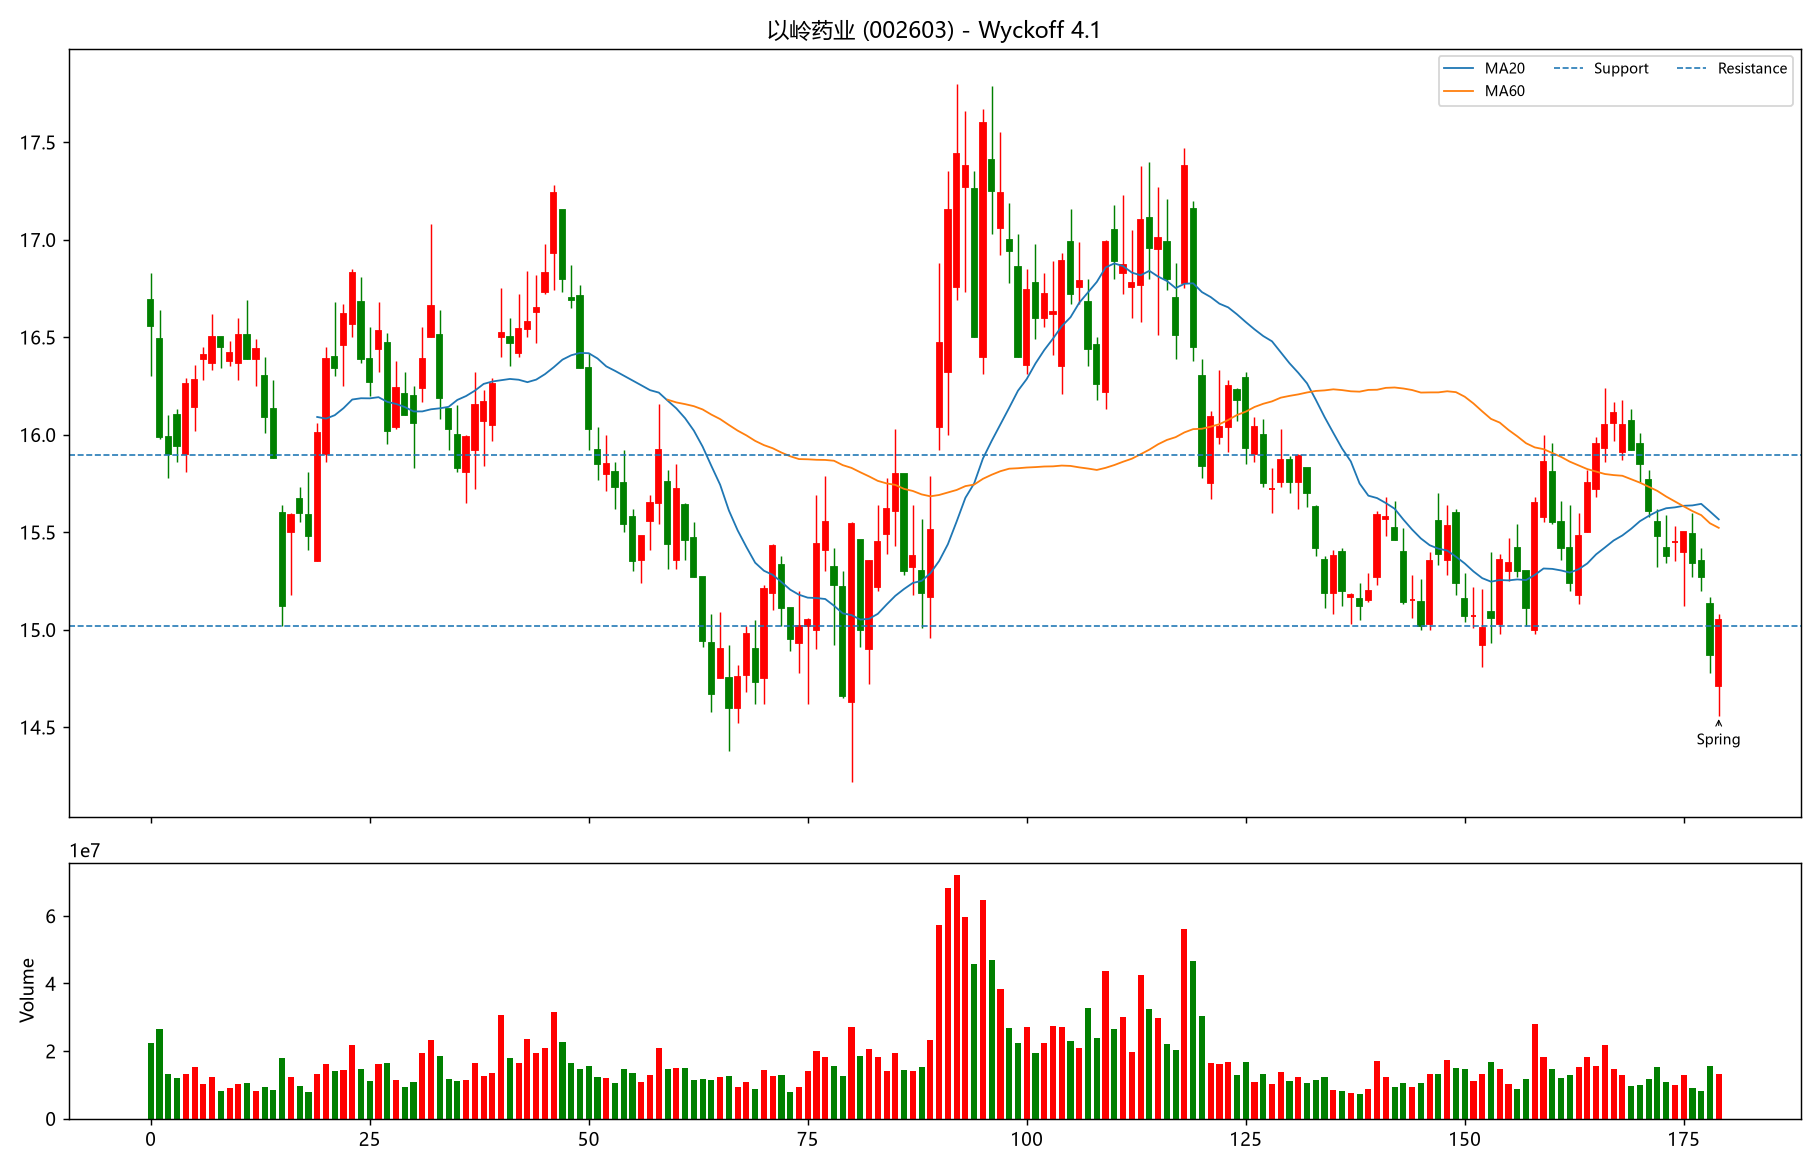 以岭药业 (002603) - Wyckoff 4.1
MA20
MA60
Support
Resistance
17.5
17.0
16.5
16.0
15.5
15.0
14.5
Spring
1e7
6
4
2
0
Volume
0 25 50 75 100 125 150 175